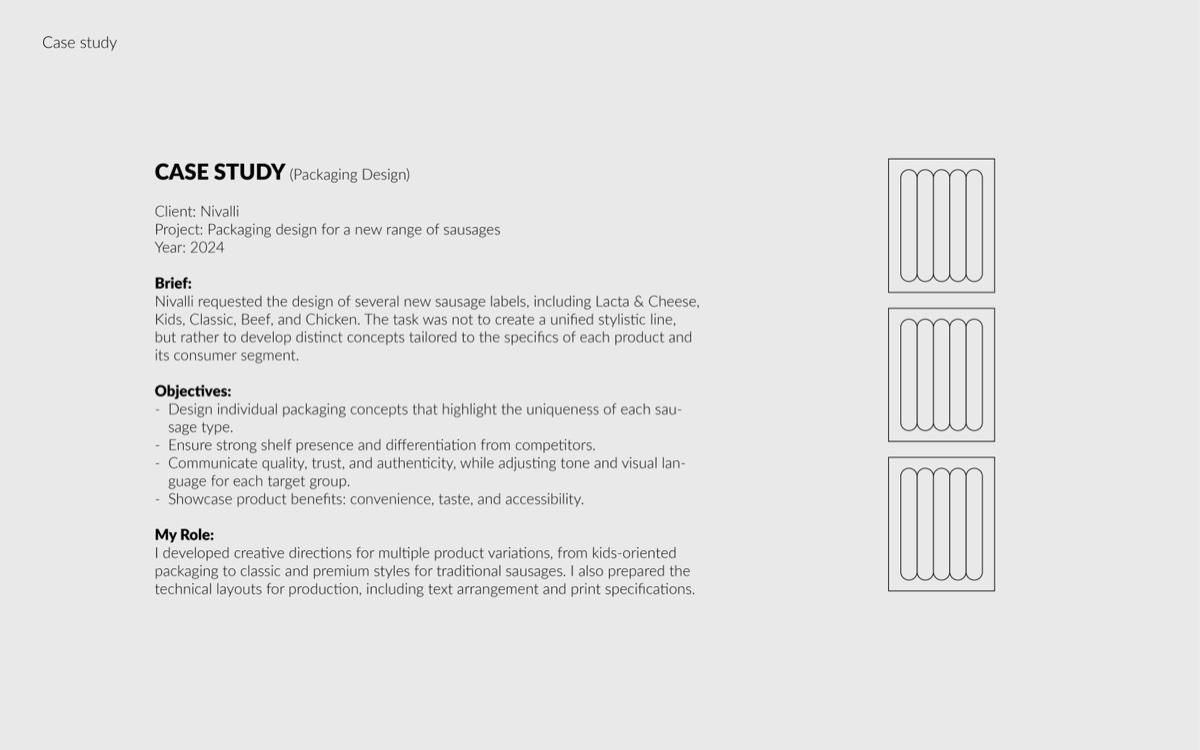 Case study
CASE STUDY (Packaging Design)
Client: Nivalli
Project: Packaging design for a new range of sausages
Year: 2024
Brief:
Nivalli requested the design of several new sausage labels, including Lacta & Cheese,
Kids, Classic, Beef, and Chicken. The task was not to create a unified stylistic line,
but rather to develop distinct concepts tailored to the specifics of each product and
its consumer segment.
Objectives:
- Design individual packaging concepts that highlight the uniqueness of each sau-
sage type.
- Ensure strong shelf presence and differentiation from competitors.
- Communicate quality, trust, and authenticity, while adjusting tone and visual lan-
guage for each target group.
- Showcase product benefits: convenience, taste, and accessibility.
My Role:
I developed creative directions for multiple product variations, from kids-oriented
packaging to classic and premium styles for traditional sausages. I also prepared the
technical layouts for production, including text arrangement and print specifications.